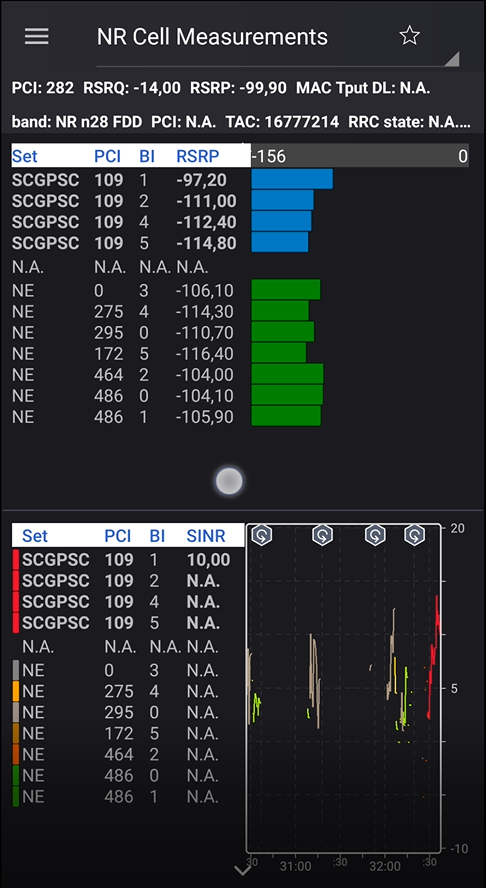 NR Cell Measurements
PCI: 282 RSRQ: -14,00 RSRP: -99,90 MAC Tput DL: N.A.
band: NR n28 FDD PCI: N.A. TAC: 16777214 RRC state: N.A....
Set PCI BI RSRP -156 0
SCGPSC 109 1 -97,20
SCGPSC 109 2 -111,00
SCGPSC 109 4 -112,40
SCGPSC 109 5 -114,80
N.A. N.A. N.A. N.A.
NE 0 3 -106,10
NE 275 4 -114,30
NE 295 0 -110,70
NE 172 5 -116,40
NE 464 2 -104,00
NE 486 0 -104,10
NE 486 1 -105,90
Set PCI BI SINR 20
SCGPSC 109 1 10,00
SCGPSC 109 2 N.A.
SCGPSC 109 4 N.A.
SCGPSC 109 5 N.A.
N.A. N.A. N.A. N.A.
NE 0 3 N.A.
NE 275 4 N.A. 5
NE 295 0 N.A.
NE 172 5 N.A.
NE 464 2 N.A.
NE 486 0 N.A.
NE 486 1 N.A.
-10
30 31:00 :30 32:00 :30